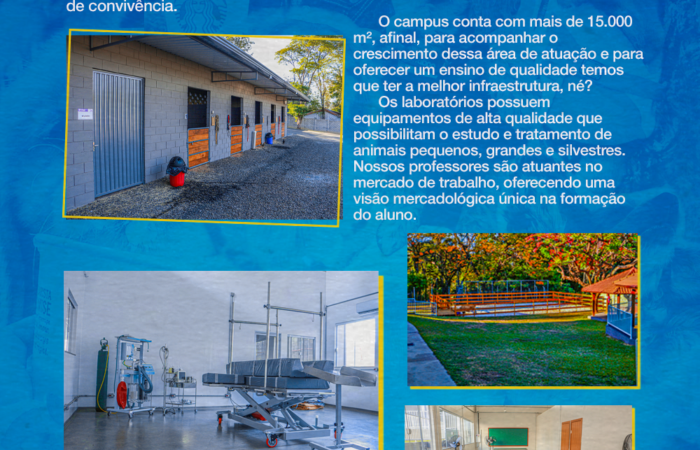 de convivência.
O campus conta com mais de 15.000
m², afinal, para acompanhar o
crescimento dessa área de atuação e para
oferecer um ensino de qualidade temos
que ter a melhor infraestrutura, né?
Os laboratórios possuem
equipamentos de alta qualidade que
possibilitam o estudo e tratamento de
animais pequenos, grandes e silvestres.
Nossos professores são atuantes no
mercado de trabalho, oferecendo uma
visão mercadológica única na formação
do aluno.